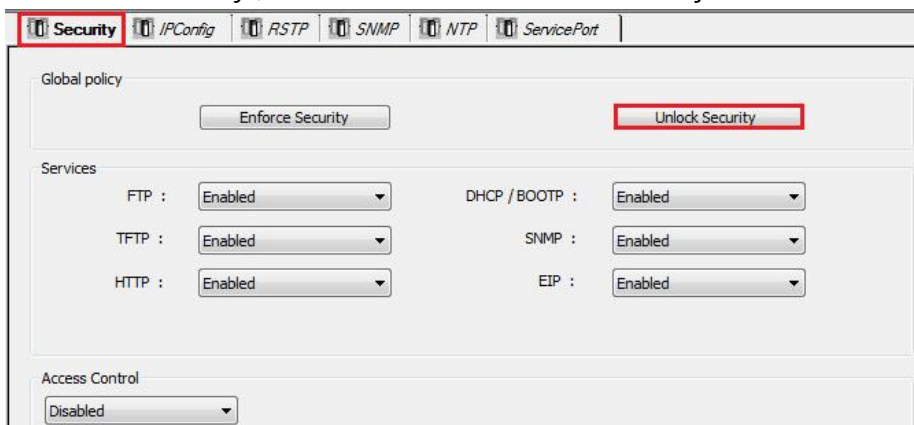 Security IPConfig RSTP SNMP NTP ServicePort
Global policy
Enforce Security Unlock Security
Services
FTP : Enabled DHCP / BOOTP : Enabled
TFTP : Enabled SNMP : Enabled
HTTP : Enabled EIP : Enabled
Access Control
Disabled